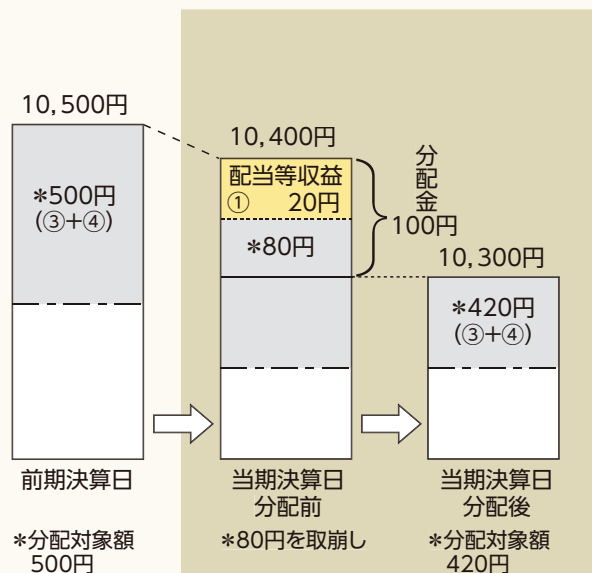 10,500円
*500円
(③+④)
前期決算日
*分配対象額
500円
10,400円
配当等収益
① 20円
*80円
分配金
100円
当期決算日
分配前
*80円を取崩し
10,300円
*420円
(③+④)
当期決算日
分配後
*分配対象額
420円